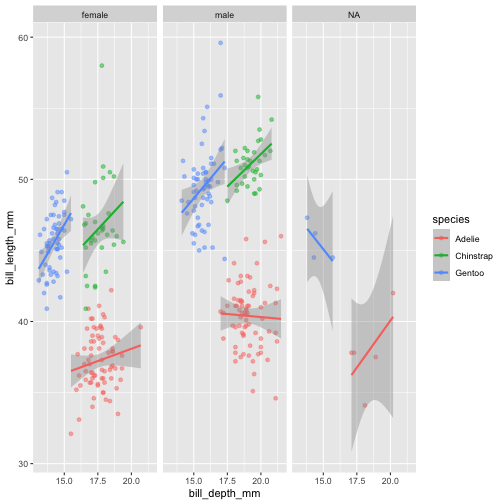 female male NA
60
50
40
30
bill_length_mm
15.0 17.5 20.0 15.0 17.5 20.0 15.0 17.5 20.0
bill_depth_mm
species
Adelie
Chinstrap
Gentoo